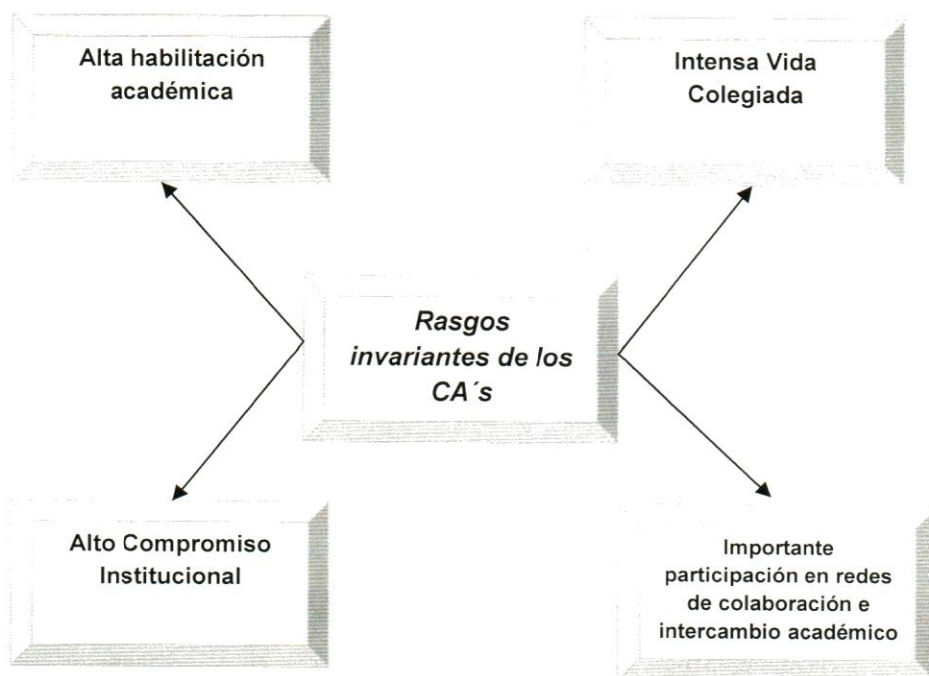 Alta habilitación
académica
Intensa Vida
Colegiada
Rasgos
invariantes de los
CA´s
Alto Compromiso
Institucional
Importante
participación en redes
de colaboración e
intercambio académico